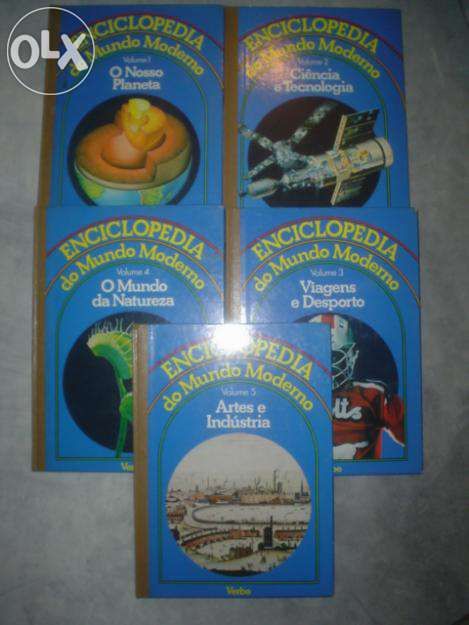 OLX
ENCICLOPEDIA
do Mundo Moderno
Volume 1
O Nosso
Planeta
ENCICLOPEDIA
do Mundo Moderno
Volume 2
Ciência
e Tecnologia
ENCICLOPEDIA
do Mundo Moderno
Volume 4
O Mundo
da Natureza
Verbo
ENCICLOPEDIA
do Mundo Moderno
Volume 3
Viagens
e Desporto
ENCICLOPEDIA
do Mundo Moderno
Volume 5
Artes e
Indústria
Verbo